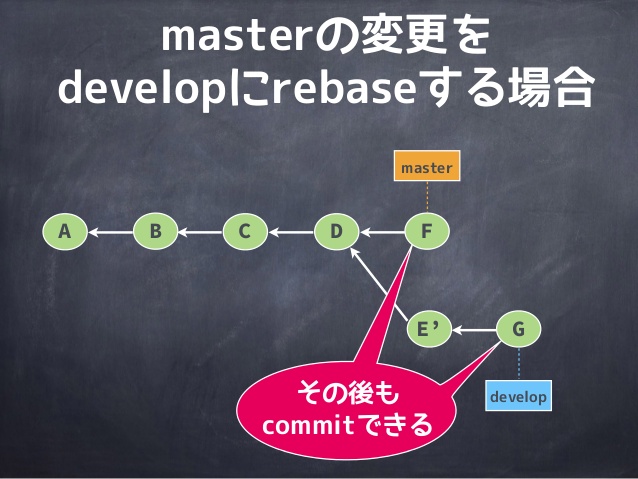 masterの変更を
developにrebaseする場合
master
A B C D F
E’ G
develop
その後も
commitできる